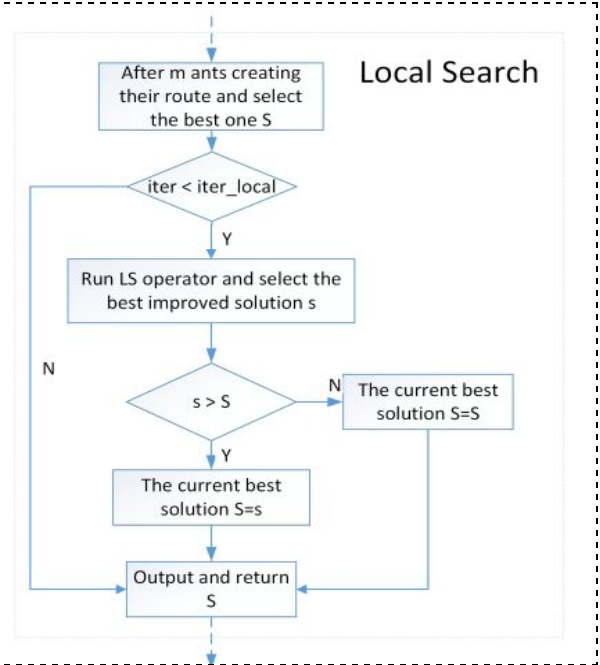 Local Search
After m ants creating
their route and select
the best one S
iter < iter_local
Y
Run LS operator and select the
best improved solution s
N
s > S
N
The current best
solution S=S
Y
The current best
solution S=s
Output and return
S